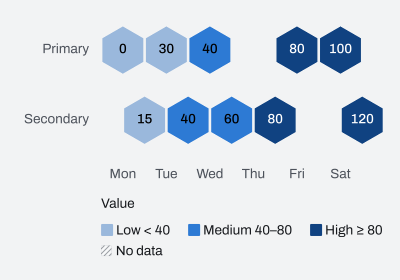 Primary 0 30 40 80 100
Secondary 15 40 60 80 120
Mon Tue Wed Thu Fri Sat
Value
Low < 40 Medium 40–80 High ≥ 80
No data